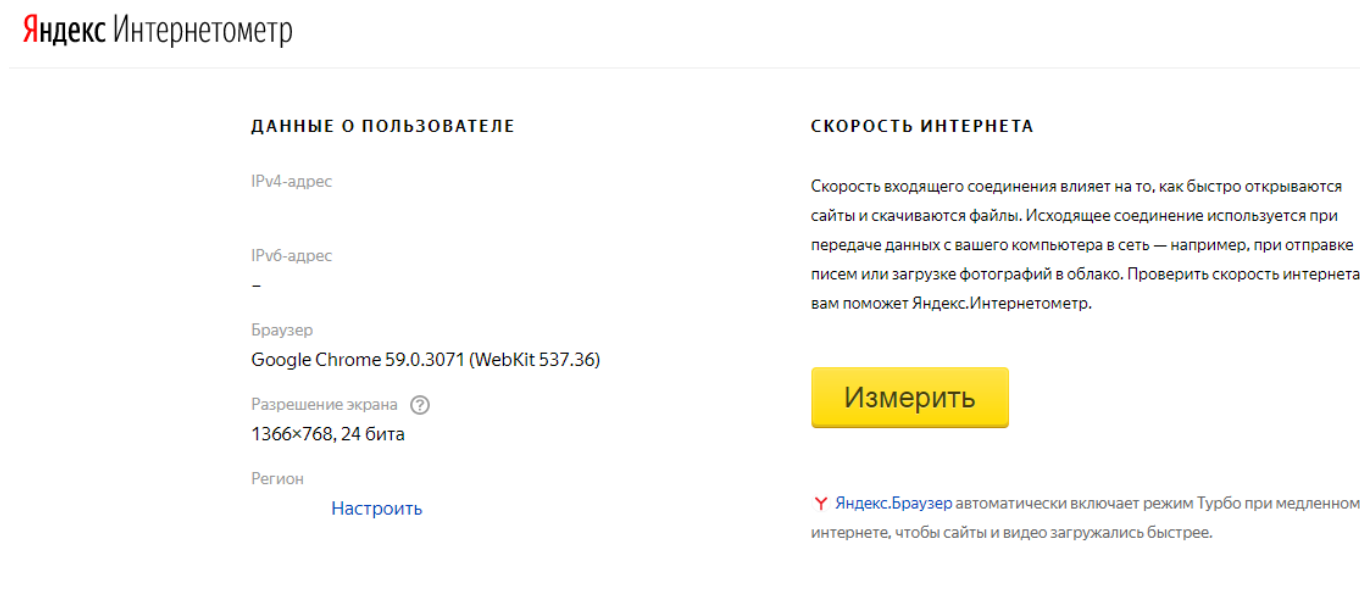 Яндекс Интернетометр
ДАННЫЕ О ПОЛЬЗОВАТЕЛЕ
IPv4-адрес
IPv6-адрес
–
Браузер
Google Chrome 59.0.3071 (WebKit 537.36)
Разрешение экрана ?
1366×768, 24 бита
Регион
Настроить
СКОРОСТЬ ИНТЕРНЕТА
Скорость входящего соединения влияет на то, как быстро открываются
сайты и скачиваются файлы. Исходящее соединение используется при
передаче данных с вашего компьютера в сеть — например, при отправке
писем или загрузке фотографий в облако. Проверить скорость интернета
вам поможет Яндекс.Интернетометр.
Измерить
Яндекс.Браузер автоматически включает режим Турбо при медленном
интернете, чтобы сайты и видео загружались быстрее.